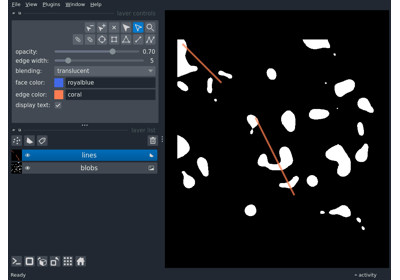 File View Plugins Window Help
layer controls
opacity: 0.70
edge width: 5
blending: translucent
face color: royalblue
edge color: coral
display text:
layer list
lines
blobs
Ready
activity